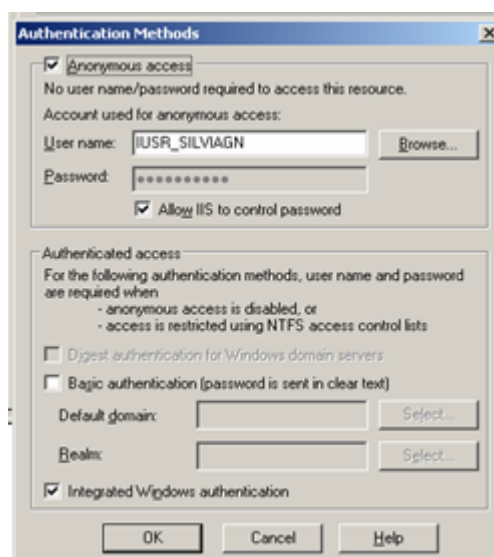 Authentication Methods
Anonymous access
No user name/password required to access this resource.
Account used for anonymous access:
User name: IUSR_SILVIAGN Browse...
Password: ●●●●●●●●●●
Allow IIS to control password
Authenticated access
For the following authentication methods, user name and password
are required when
- anonymous access is disabled, or
- access is restricted using NTFS access control lists
Digest authentication for Windows domain servers
Basic authentication (password is sent in clear text)
Default domain: Select...
Realm: Select...
Integrated Windows authentication
OK Cancel Help